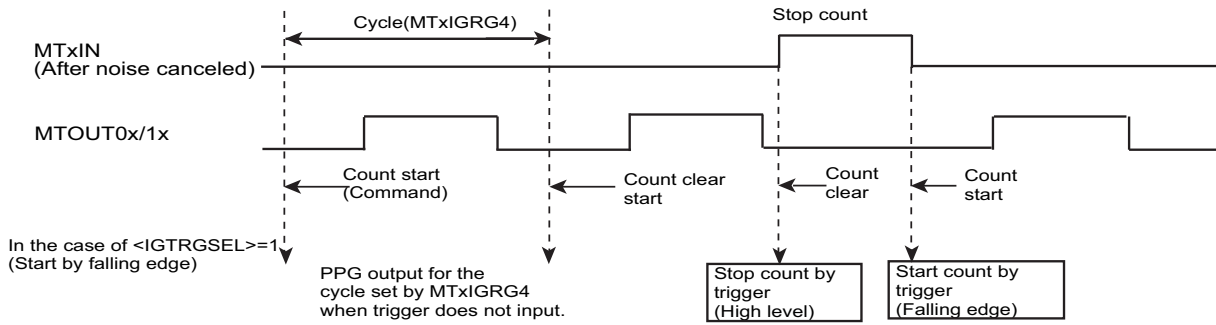 Cycle(MTxIGRG4)
Stop count
MTxIN
(After noise canceled)
MTOUT0x/1x
Count start
(Command)
Count clear
start
Count
clear
Count
start
In the case of <IGTRGSEL>=1
(Start by falling edge)
PPG output for the
cycle set by MTxIGRG4
when trigger does not input.
Stop count by
trigger
(High level)
Start count by
trigger
(Falling edge)